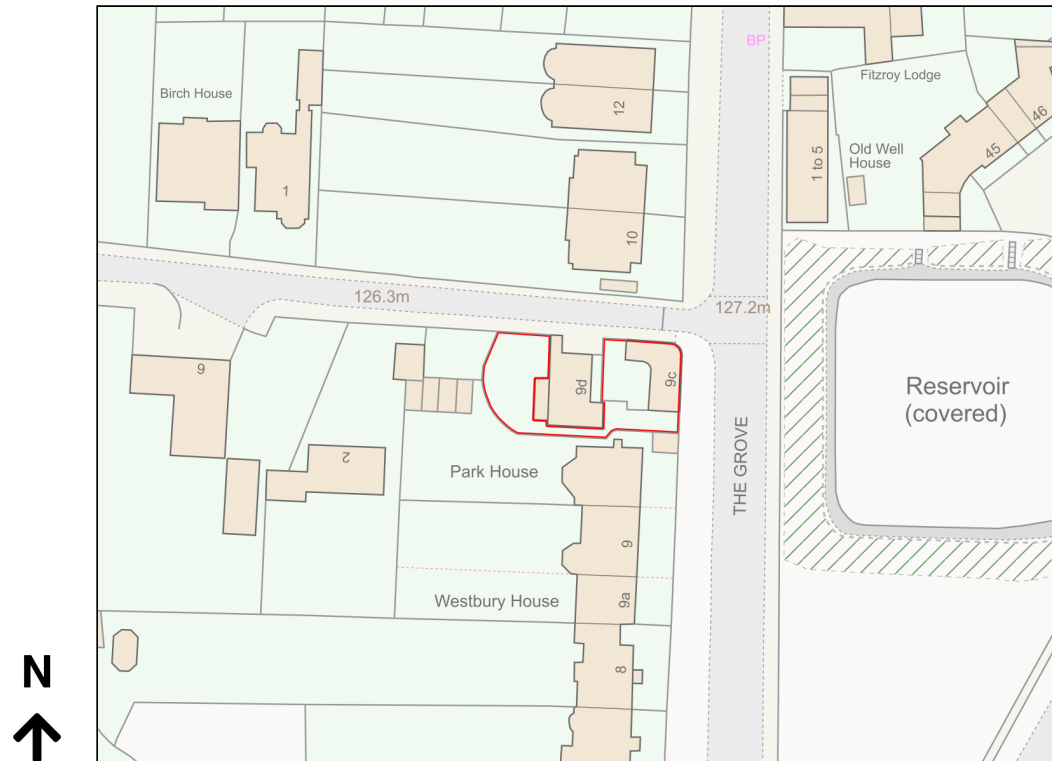 BP
Fitzroy Lodge
Birch House
12
46
1 to 5
Old Well
House
45
1
10
126.3m
127.2m
9
9d
9c
Reservoir
(covered)
2
Park House
THE GROVE
9
Westbury House
9a
8
N